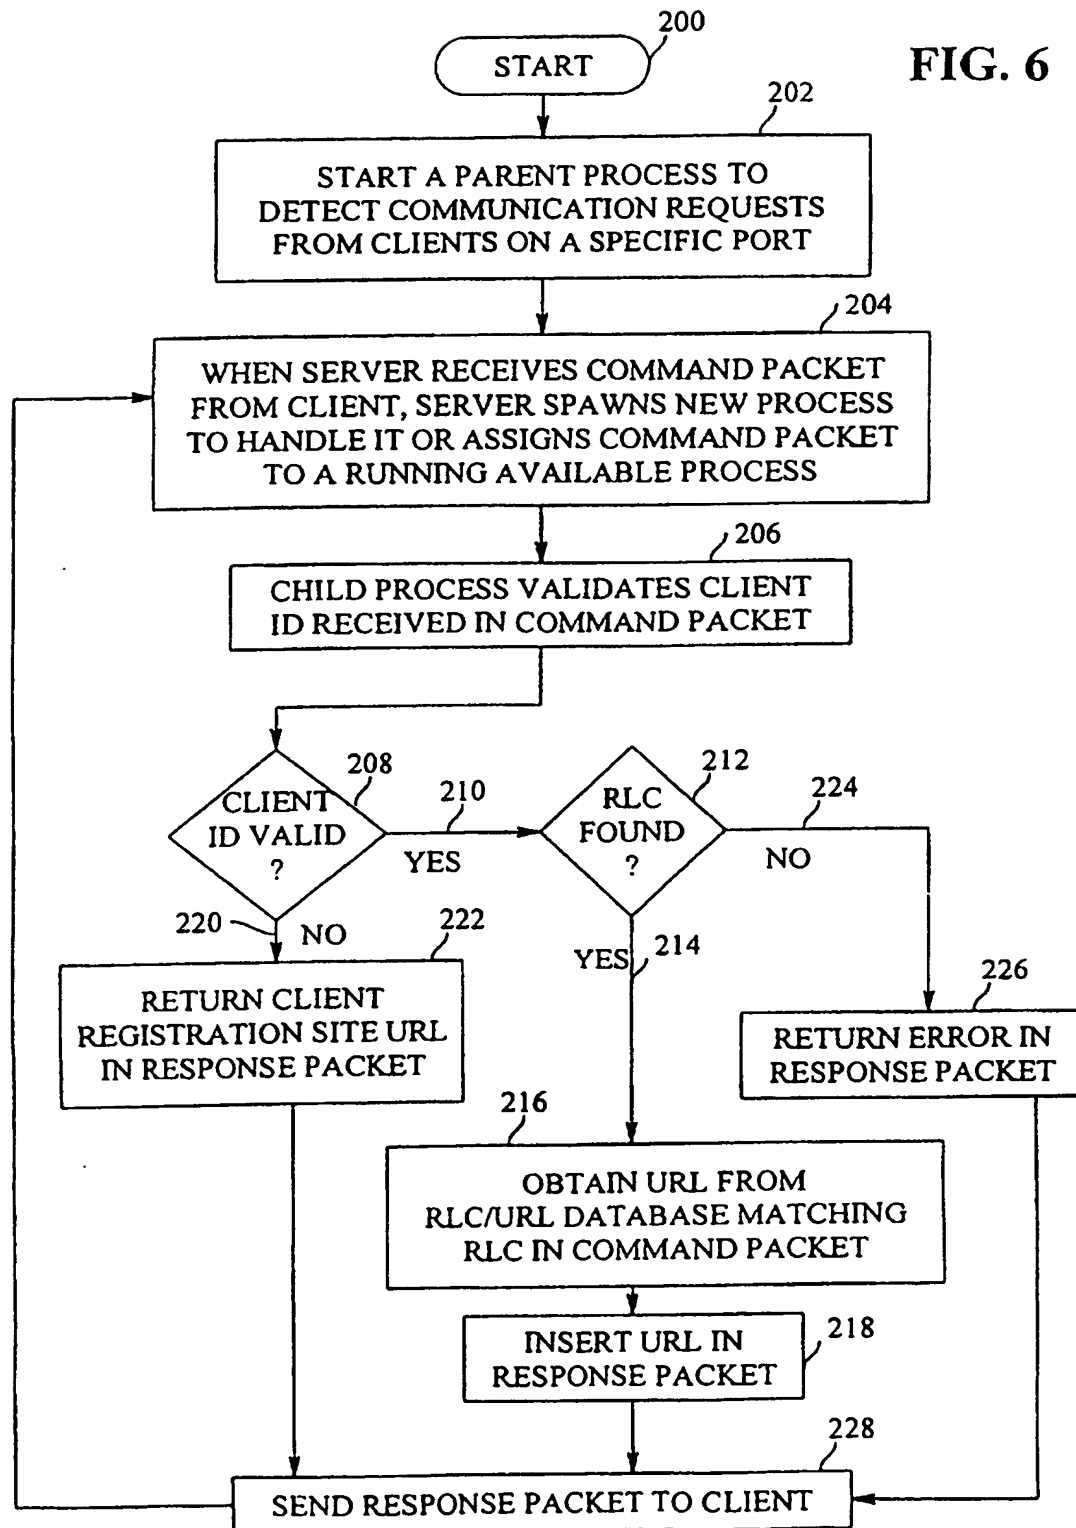 200
START
FIG. 6
202
START A PARENT PROCESS TO
DETECT COMMUNICATION REQUESTS
FROM CLIENTS ON A SPECIFIC PORT
204
WHEN SERVER RECEIVES COMMAND PACKET
FROM CLIENT, SERVER SPAWNS NEW PROCESS
TO HANDLE IT OR ASSIGNS COMMAND PACKET
TO A RUNNING AVAILABLE PROCESS
206
CHILD PROCESS VALIDATES CLIENT
ID RECEIVED IN COMMAND PACKET
208
CLIENT
ID VALID
?
210
YES
212
RLC
FOUND
?
224
NO
220
NO
222
RETURN CLIENT
REGISTRATION SITE URL
IN RESPONSE PACKET
YES
214
226
RETURN ERROR IN
RESPONSE PACKET
216
OBTAIN URL FROM
RLC/URL DATABASE MATCHING
RLC IN COMMAND PACKET
218
INSERT URL IN
RESPONSE PACKET
228
SEND RESPONSE PACKET TO CLIENT